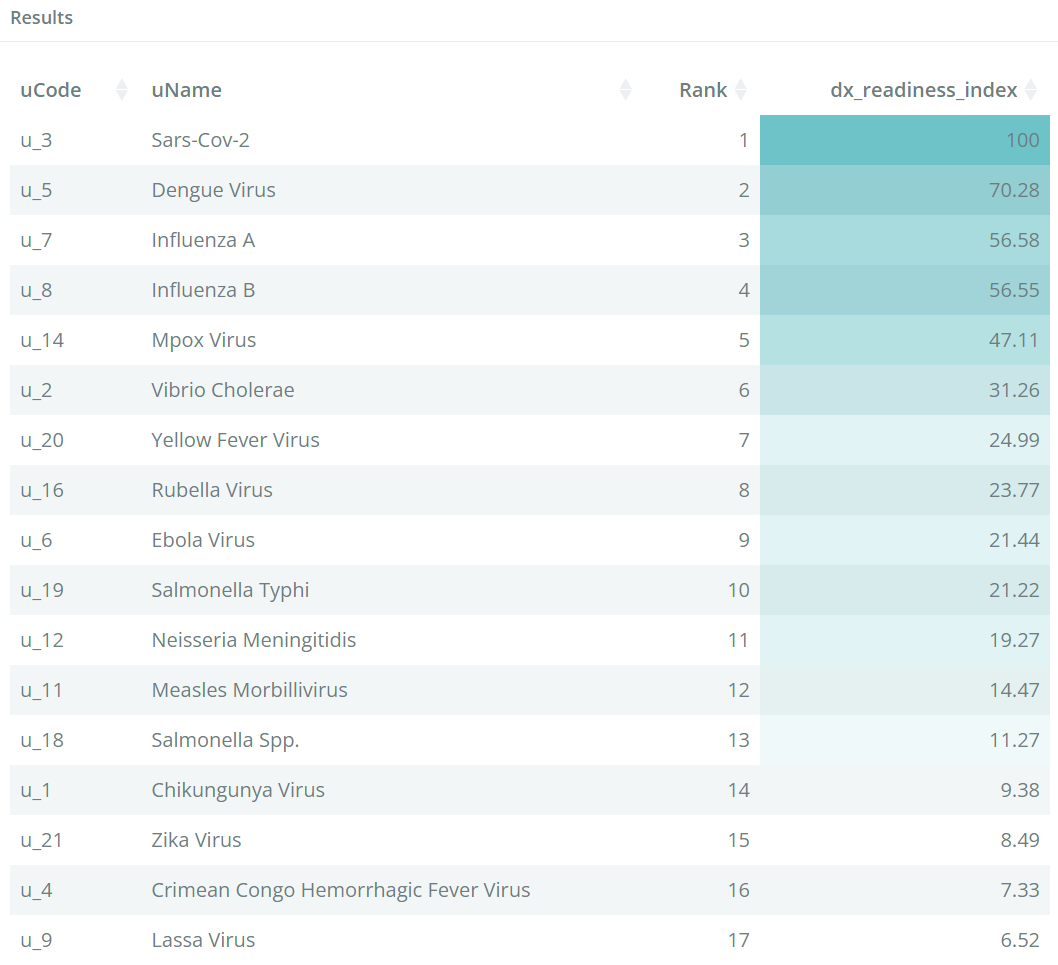 Results
uCode uName Rank dx_readiness_index
u_3 Sars-Cov-2 1 100
u_5 Dengue Virus 2 70.28
u_7 Influenza A 3 56.58
u_8 Influenza B 4 56.55
u_14 Mpox Virus 5 47.11
u_2 Vibrio Cholerae 6 31.26
u_20 Yellow Fever Virus 7 24.99
u_16 Rubella Virus 8 23.77
u_6 Ebola Virus 9 21.44
u_19 Salmonella Typhi 10 21.22
u_12 Neisseria Meningitidis 11 19.27
u_11 Measles Morbillivirus 12 14.47
u_18 Salmonella Spp. 13 11.27
u_1 Chikungunya Virus 14 9.38
u_21 Zika Virus 15 8.49
u_4 Crimean Congo Hemorrhagic Fever Virus 16 7.33
u_9 Lassa Virus 17 6.52